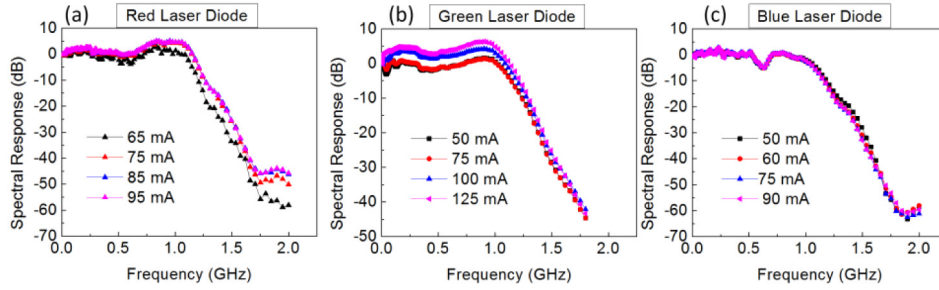 (a) Red Laser Diode
Spectral Response (dB)
10
0
-10
-20
-30
-40
-50
-60
-70
65 mA
75 mA
85 mA
95 mA
0.0 0.5 1.0 1.5 2.0
Frequency (GHz)
(b) Green Laser Diode
Spectral Response (dB)
10
0
-10
-20
-30
-40
-50
50 mA
75 mA
100 mA
125 mA
0.0 0.5 1.0 1.5 2.0
Frequency (GHz)
(c) Blue Laser Diode
Spectral Response (dB)
10
0
-10
-20
-30
-40
-50
-60
-70
50 mA
60 mA
75 mA
90 mA
0.0 0.5 1.0 1.5 2.0
Frequency (GHz)